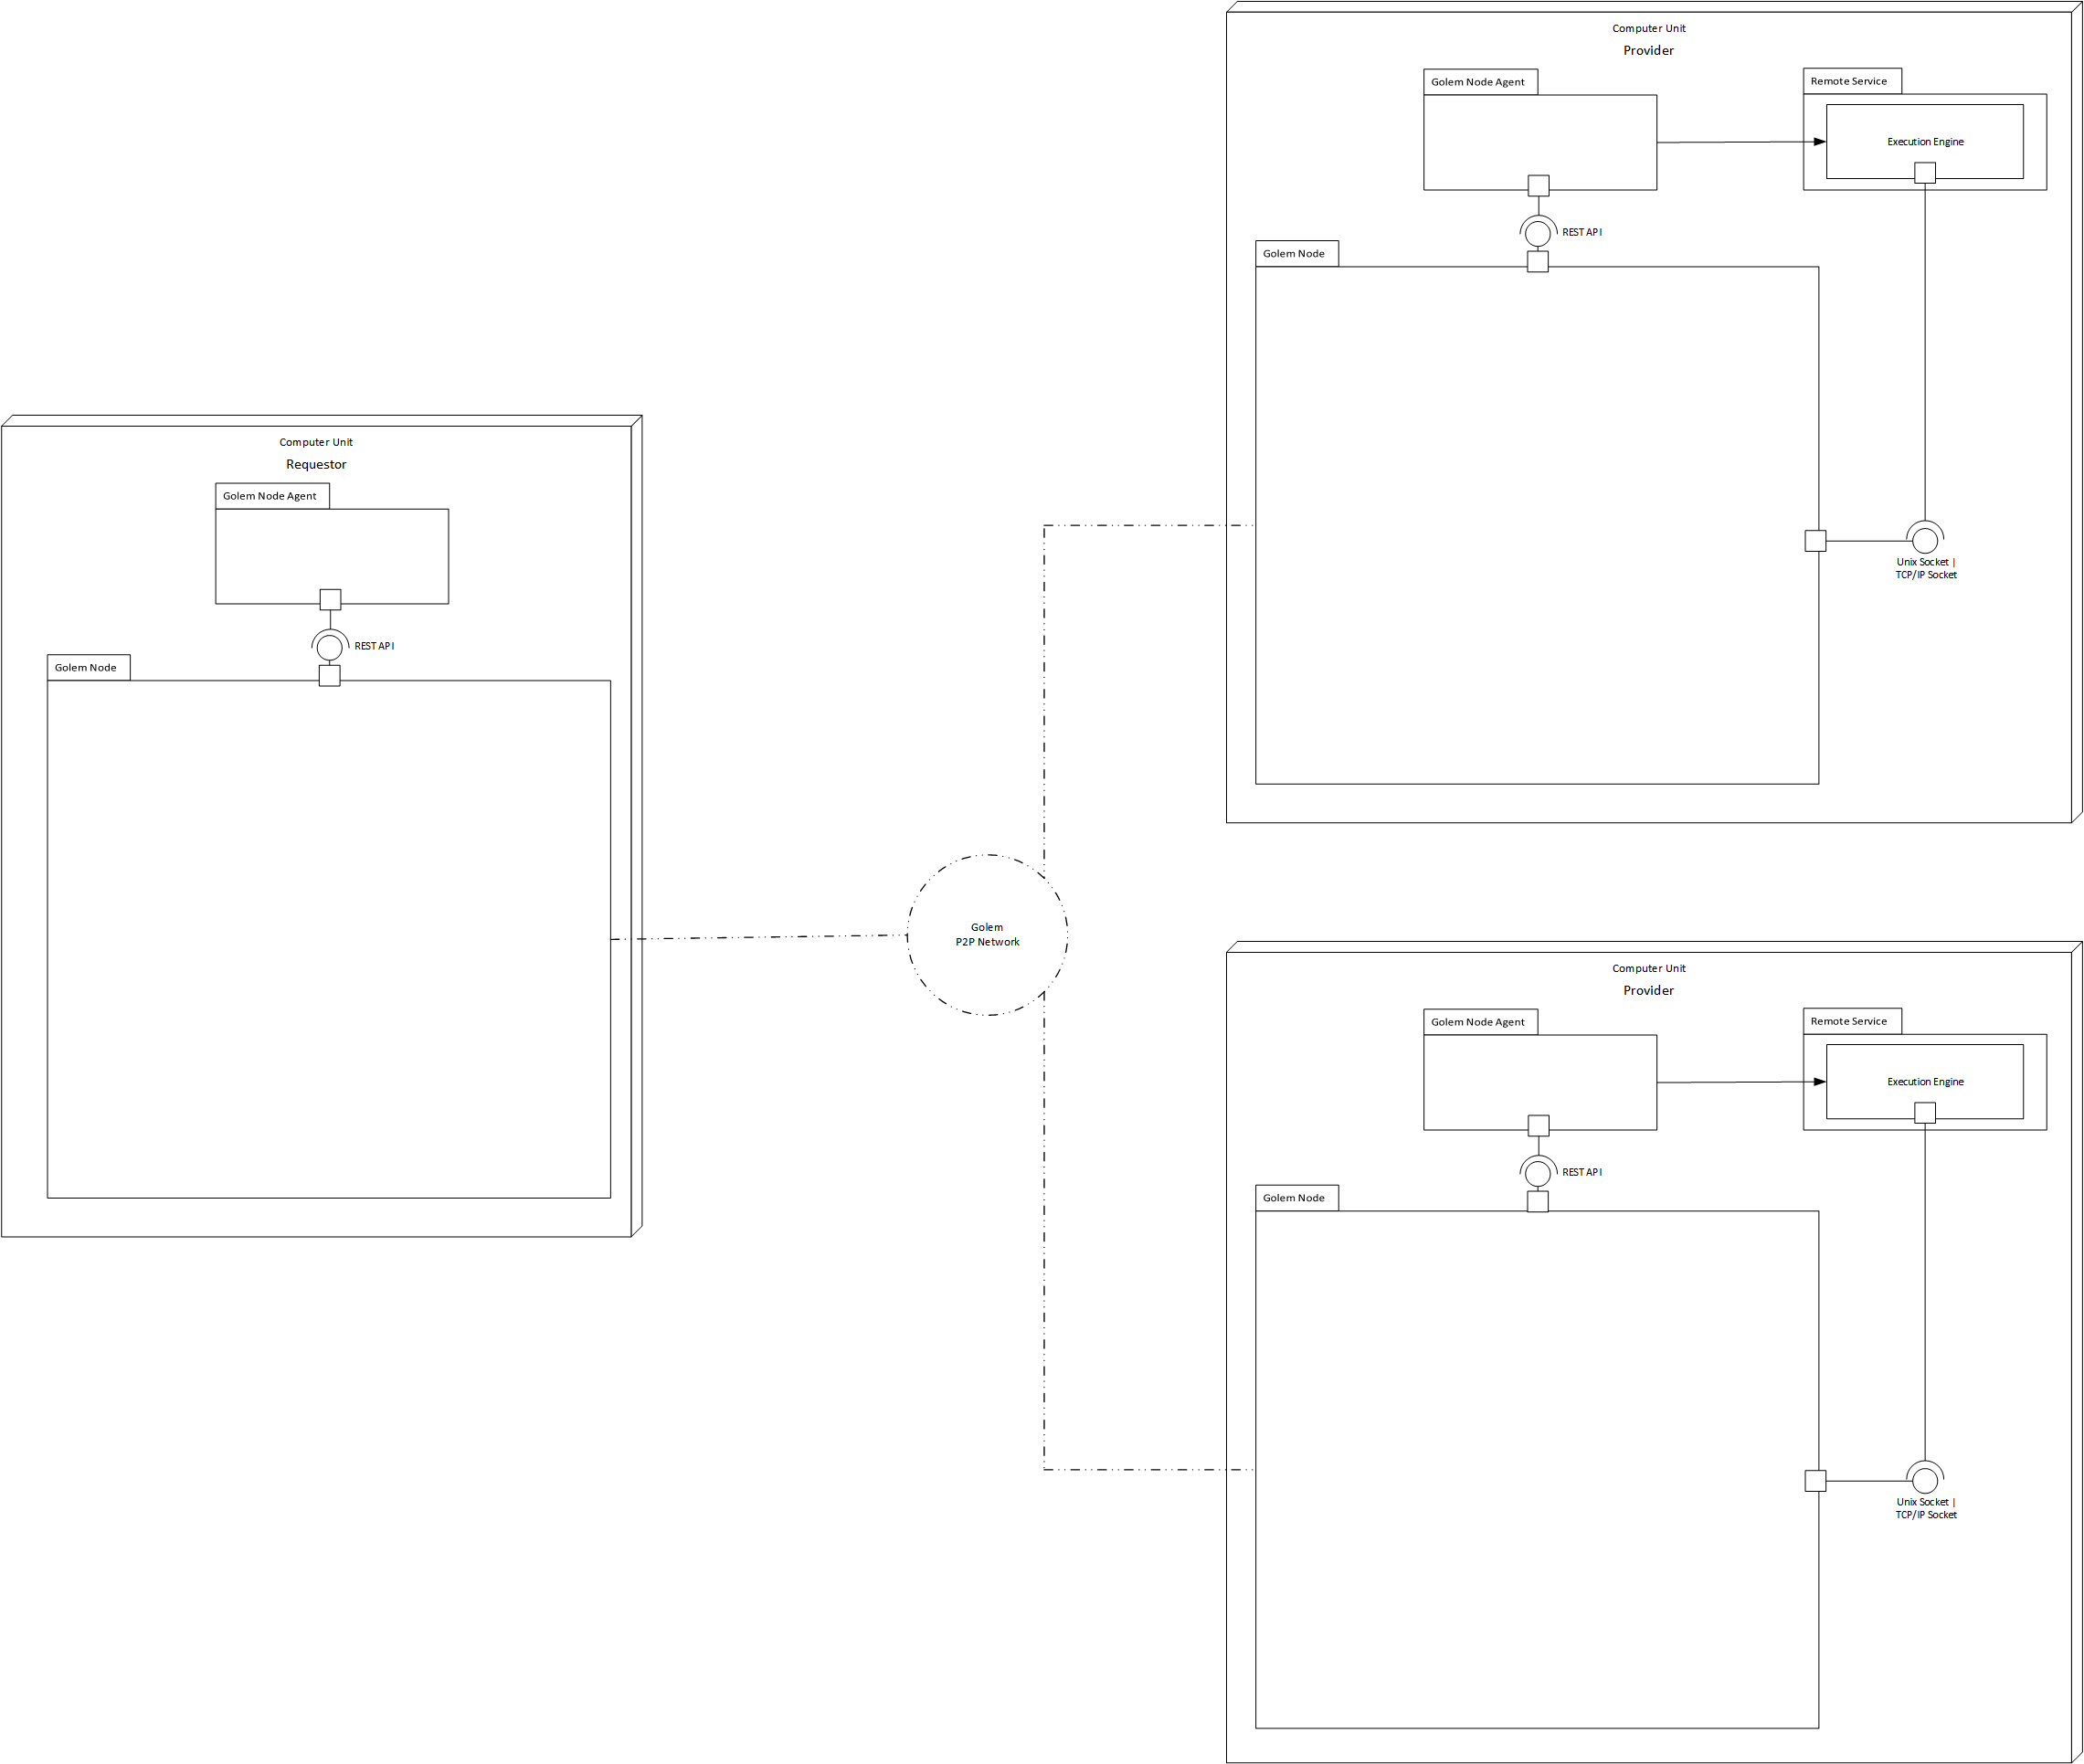 Computer Unit
Provider
Golem Node Agent
Remote Service
Execution Engine
REST API
Golem Node
Unix Socket |
TCP/IP Socket
Computer Unit
Requestor
Golem Node Agent
REST API
Golem Node
Golem
P2P Network
Computer Unit
Provider
Golem Node Agent
Remote Service
Execution Engine
REST API
Golem Node
Unix Socket |
TCP/IP Socket